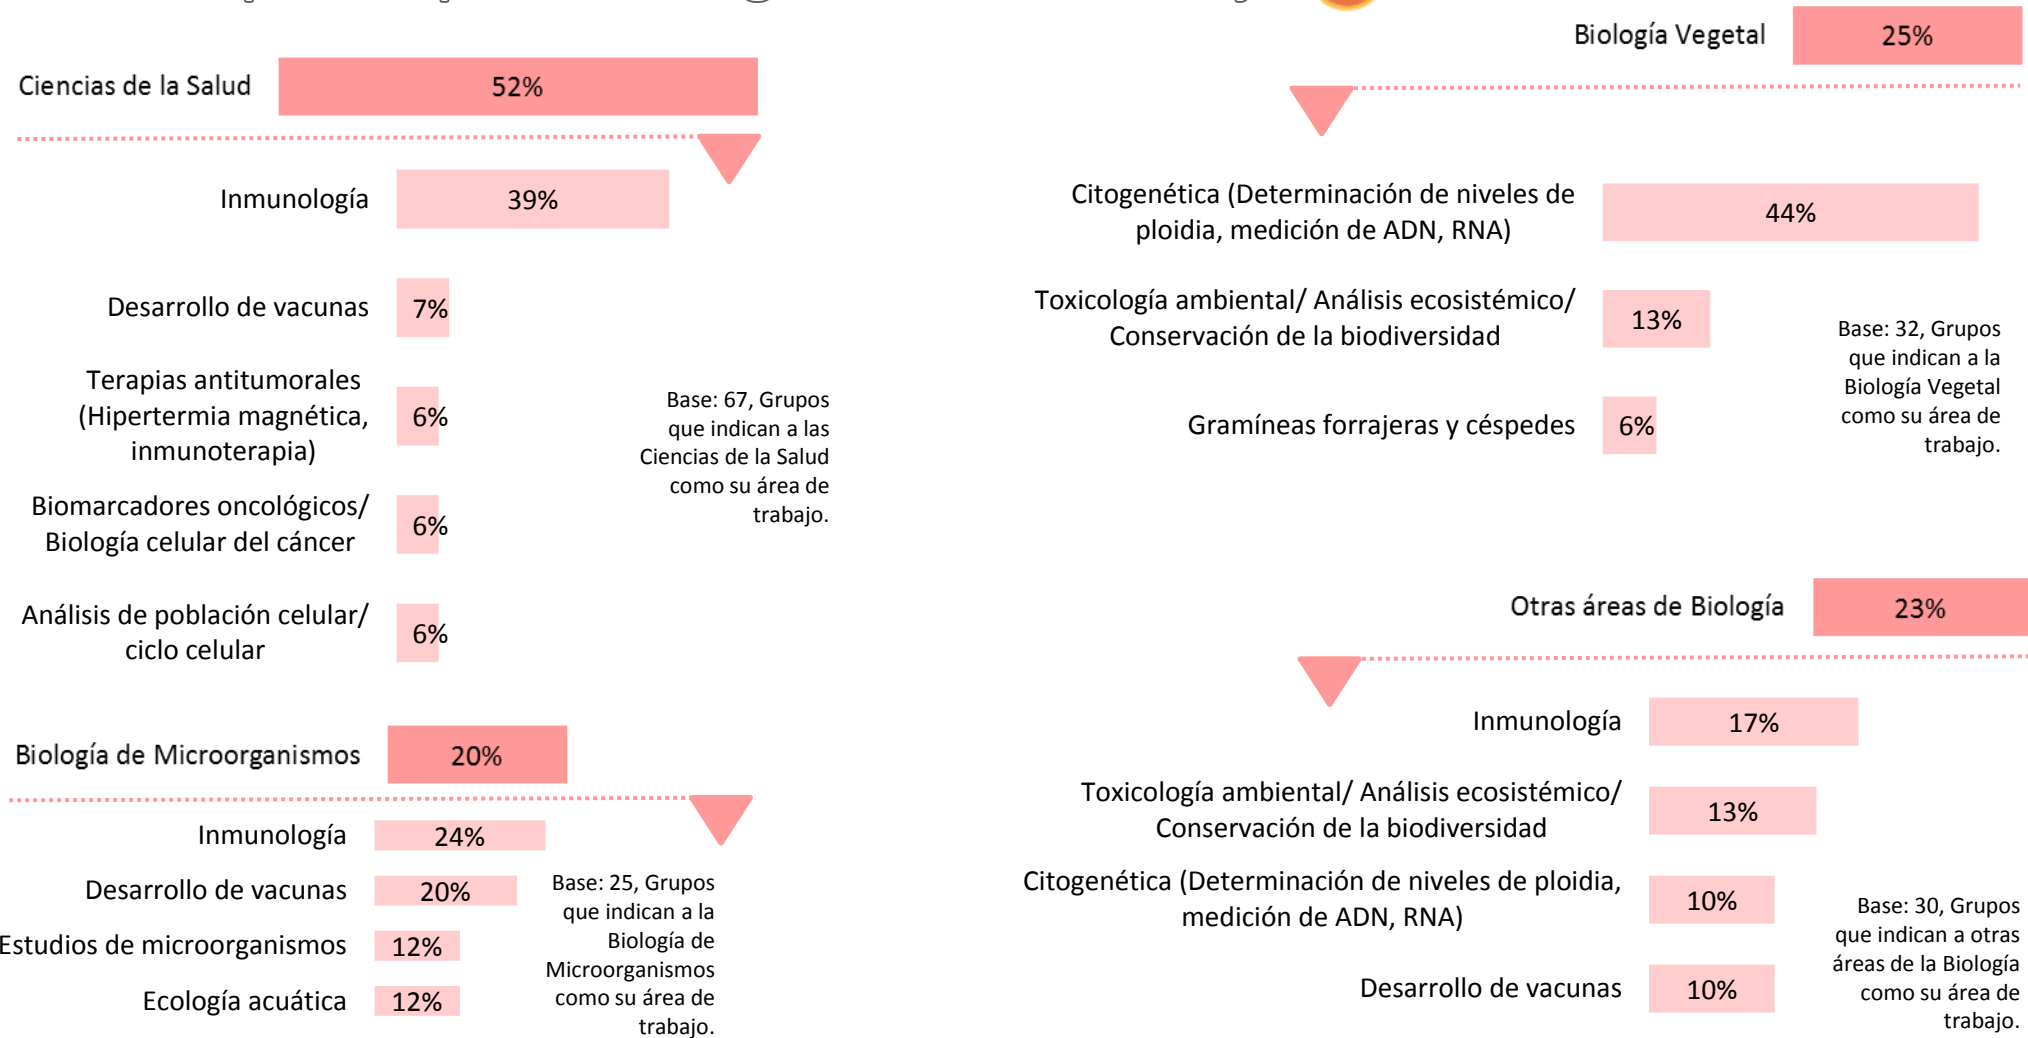 Ciencias de la Salud
52%
Inmunología
39%
Desarrollo de vacunas
7%
Terapias antitumorales
(Hipertermia magnética,
inmunoterapia)
6%
Biomarcadores oncológicos/
Biología celular del cáncer
6%
Análisis de población celular/
ciclo celular
6%
Base: 67, Grupos
que indican a las
Ciencias de la Salud
como su área de
trabajo.
Biología de Microorganismos
20%
Inmunología
24%
Desarrollo de vacunas
20%
Estudios de microorganismos
12%
Ecología acuática
12%
Base: 25, Grupos
que indican a la
Biología de
Microorganismos
como su área de
trabajo.
Biología Vegetal
25%
Citogenética (Determinación de niveles de
ploidia, medición de ADN, RNA)
44%
Toxicología ambiental/ Análisis ecosistémico/
Conservación de la biodiversidad
13%
Gramíneas forrajeras y céspedes
6%
Base: 32, Grupos
que indican a la
Biología Vegetal
como su área de
trabajo.
Otras áreas de Biología
23%
Inmunología
17%
Toxicología ambiental/ Análisis ecosistémico/
Conservación de la biodiversidad
13%
Citogenética (Determinación de niveles de ploidia,
medición de ADN, RNA)
10%
Desarrollo de vacunas
10%
Base: 30, Grupos
que indican a otras
áreas de la Biología
como su área de
trabajo.